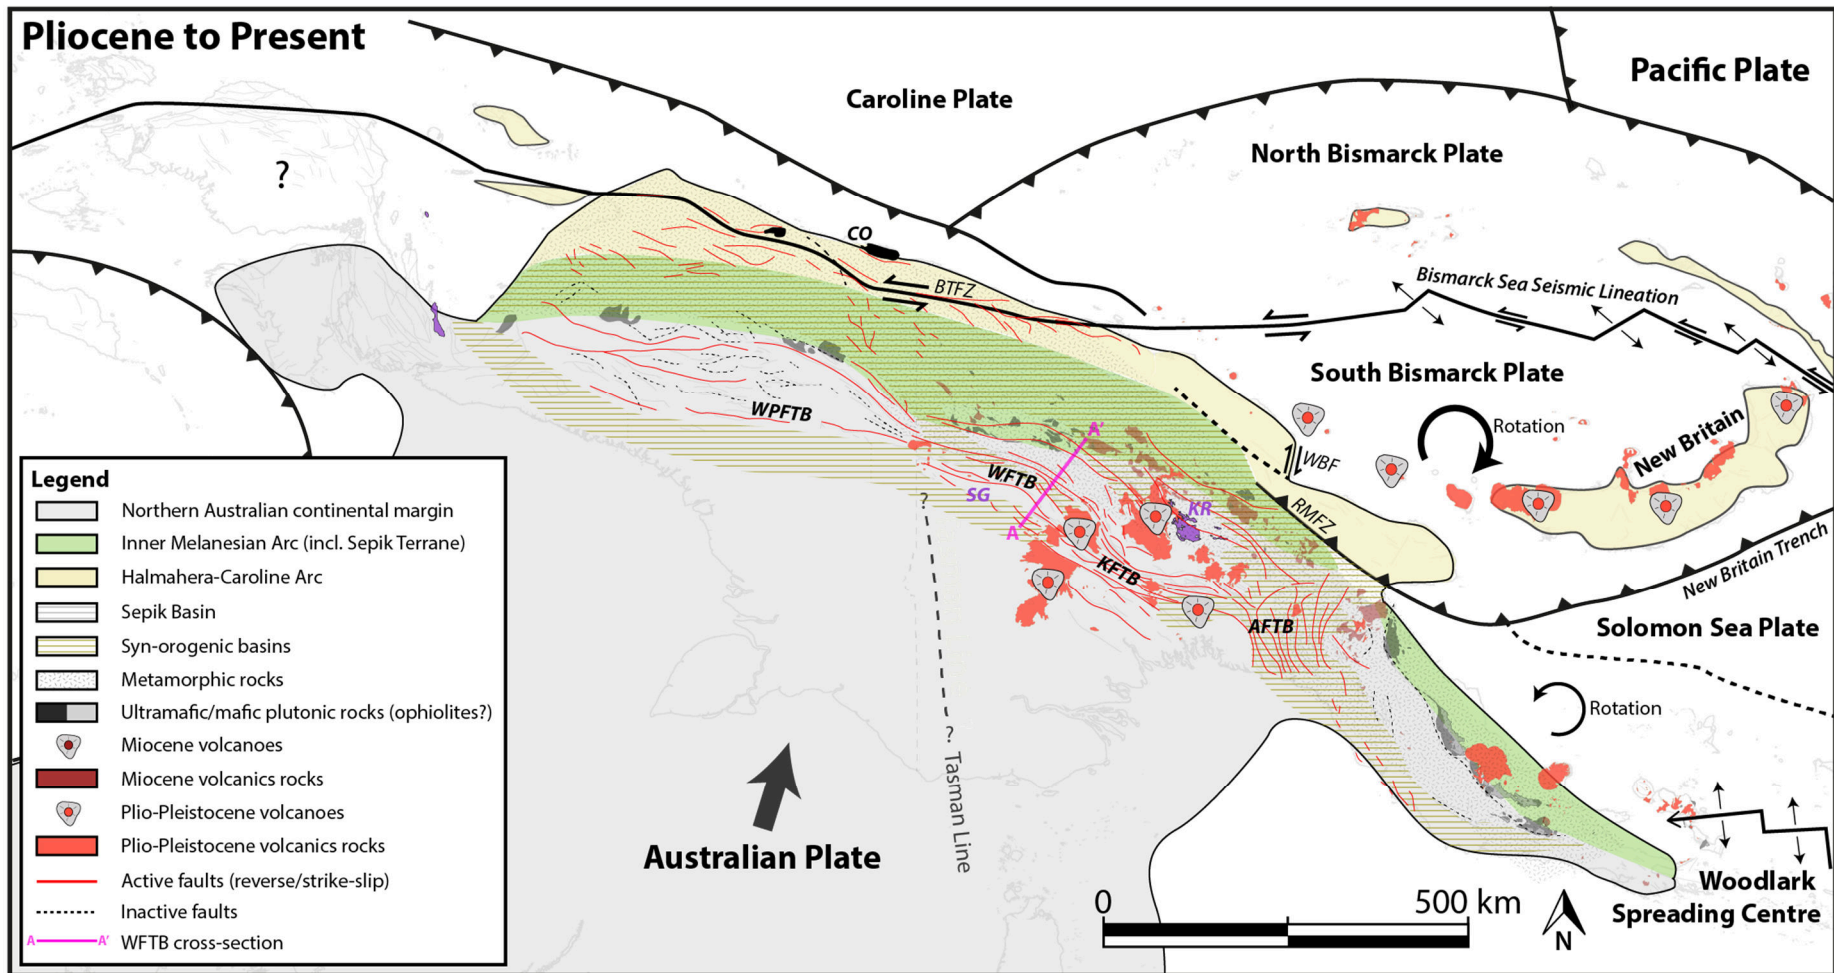 Pliocene to Present
Pacific Plate
Caroline Plate
North Bismarck Plate
?
CO
BTFZ
Bismarck Sea Seismic Lineation
South Bismarck Plate
WPFTB
Rotation
New Britain
A'
WBF
WFTB
SG
KR
RMFZ
?
A
New Britain Trench
KFTB
AFTB
Solomon Sea Plate
Rotation
? Tasman Line
Australian Plate
Woodlark
Spreading Centre
0 500 km
N
Legend
Northern Australian continental margin
Inner Melanesian Arc (incl. Sepik Terrane)
Halmahera-Caroline Arc
Sepik Basin
Syn-orogenic basins
Metamorphic rocks
Ultramafic/mafic plutonic rocks (ophiolites?)
Miocene volcanoes
Miocene volcanics rocks
Plio-Pleistocene volcanoes
Plio-Pleistocene volcanics rocks
Active faults (reverse/strike-slip)
Inactive faults
A A' WFTB cross-section